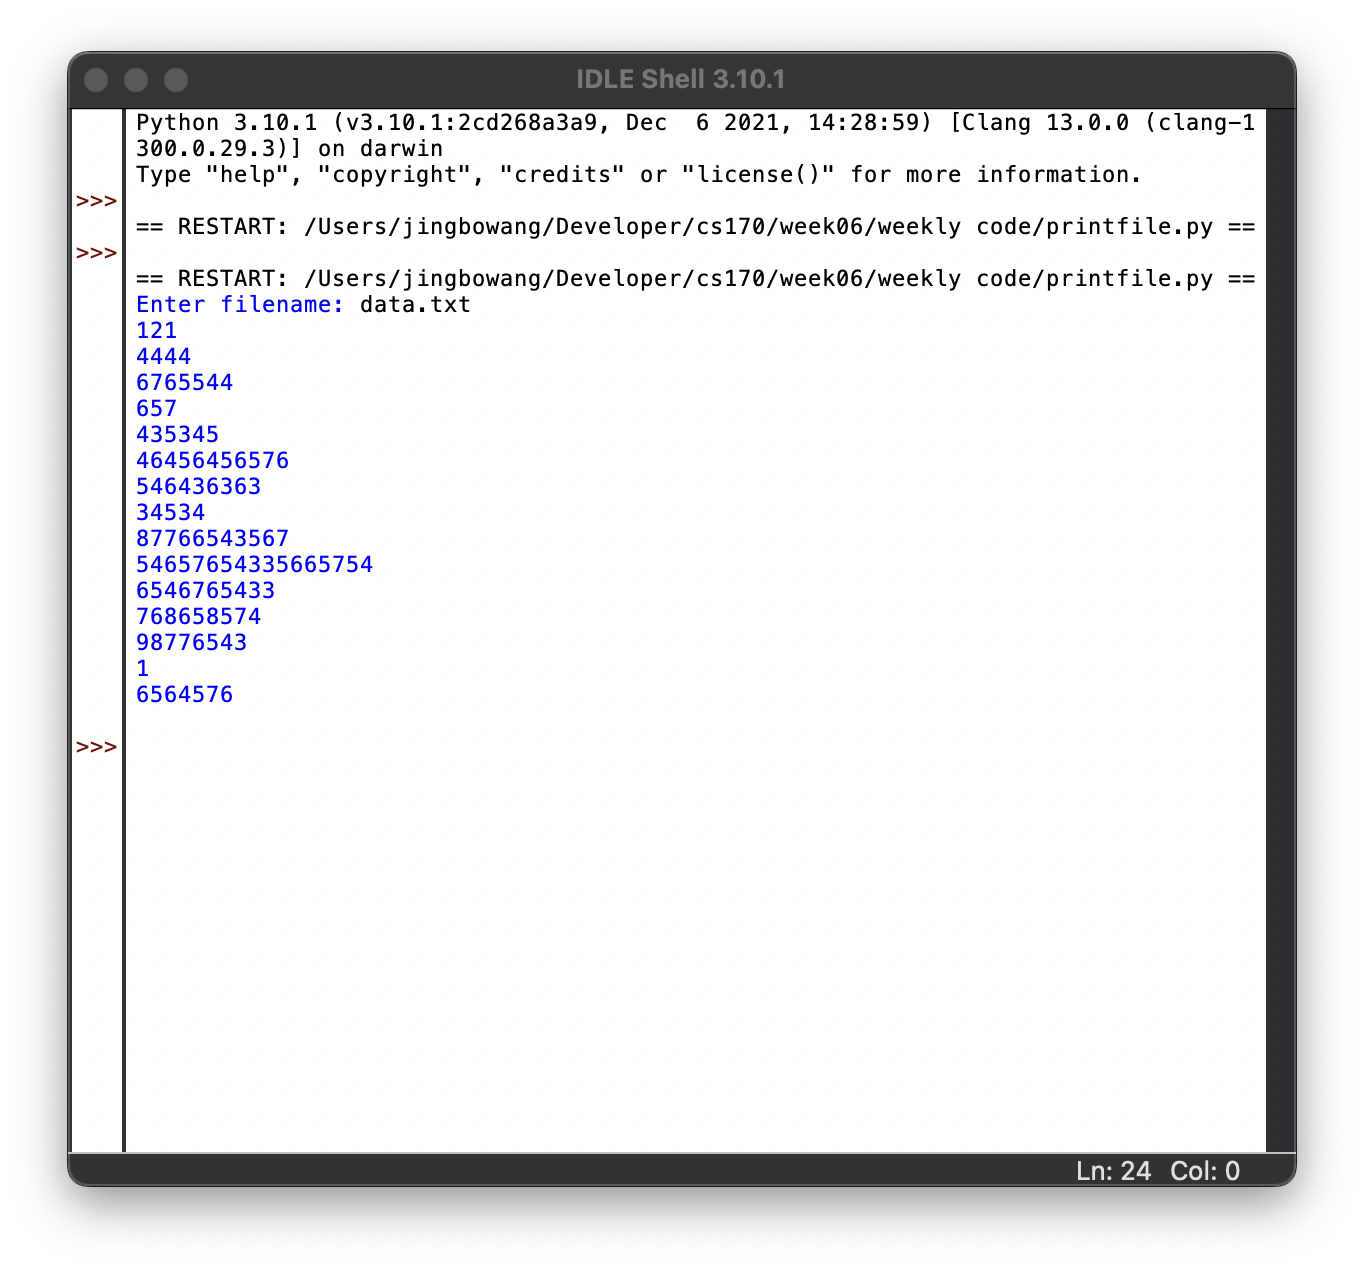 IDLE Shell 3.10.1
Python 3.10.1 (v3.10.1:2cd268a3a9, Dec  6 2021, 14:28:59) [Clang 13.0.0 (clang-1
300.0.29.3)] on darwin
Type "help", "copyright", "credits" or "license()" for more information.
>>>
== RESTART: /Users/jingbowang/Developer/cs170/week06/weekly code/printfile.py ==
>>>
== RESTART: /Users/jingbowang/Developer/cs170/week06/weekly code/printfile.py ==
Enter filename: data.txt
121
4444
6765544
657
435345
46456456576
546436363
34534
87766543567
54657654335665754
6546765433
768658574
98776543
1
6564576
>>>
Ln: 24  Col: 0